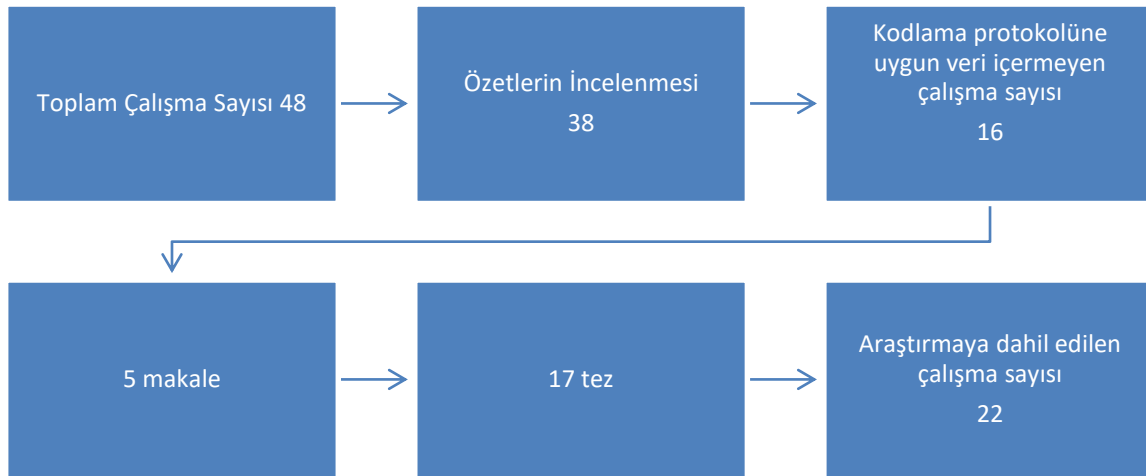 Toplam Çalışma Sayısı 48
Özetlerin İncelenmesi
38
Kodlama protokolüne
uygun veri içermeyen
çalışma sayısı
16
5 makale
17 tez
Araştırmaya dahil edilen
çalışma sayısı
22